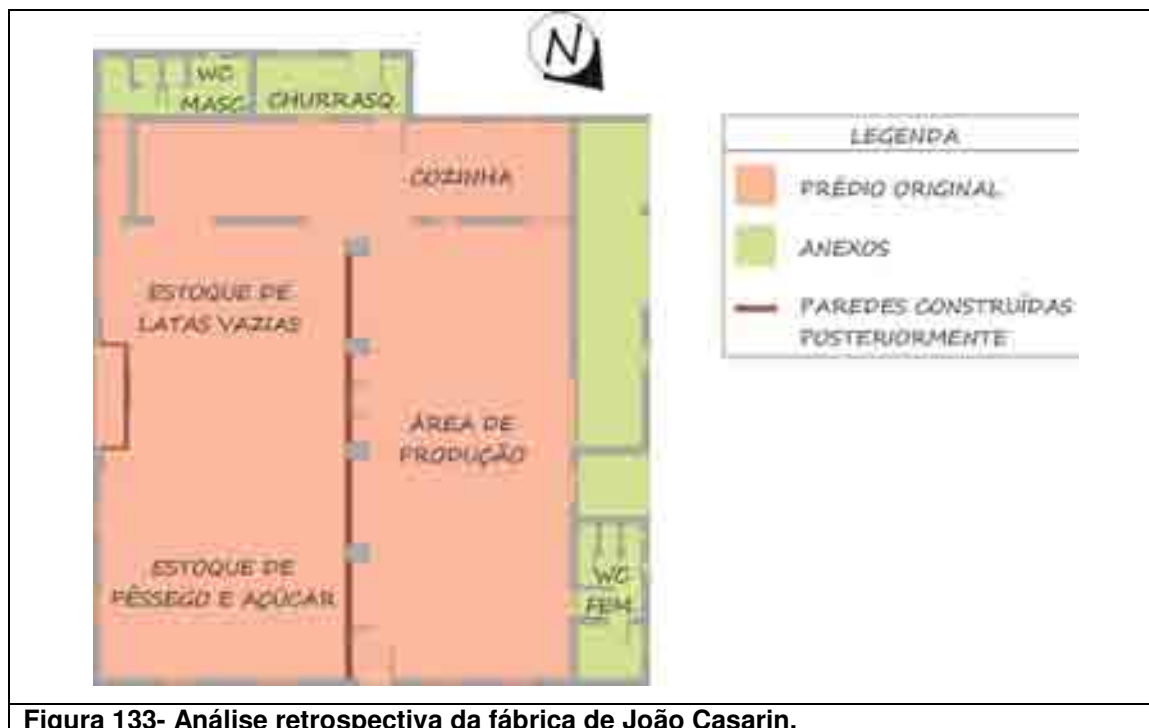 N
WC
MASC.
CHURRASQ.
COZINHA
ESTOQUE DE
LATAS VAZIAS
ÁREA DE
PRODUÇÃO
ESTOQUE DE
PÊSSEGO E AÇÚCAR
WC
FEM.
LEGENDA
PRÉDIO ORIGINAL
ANEXOS
PAREDES CONSTRUÍDAS
POSTERIORMENTE
Figura 133- Análise retrospectiva da fábrica de João Casarin.